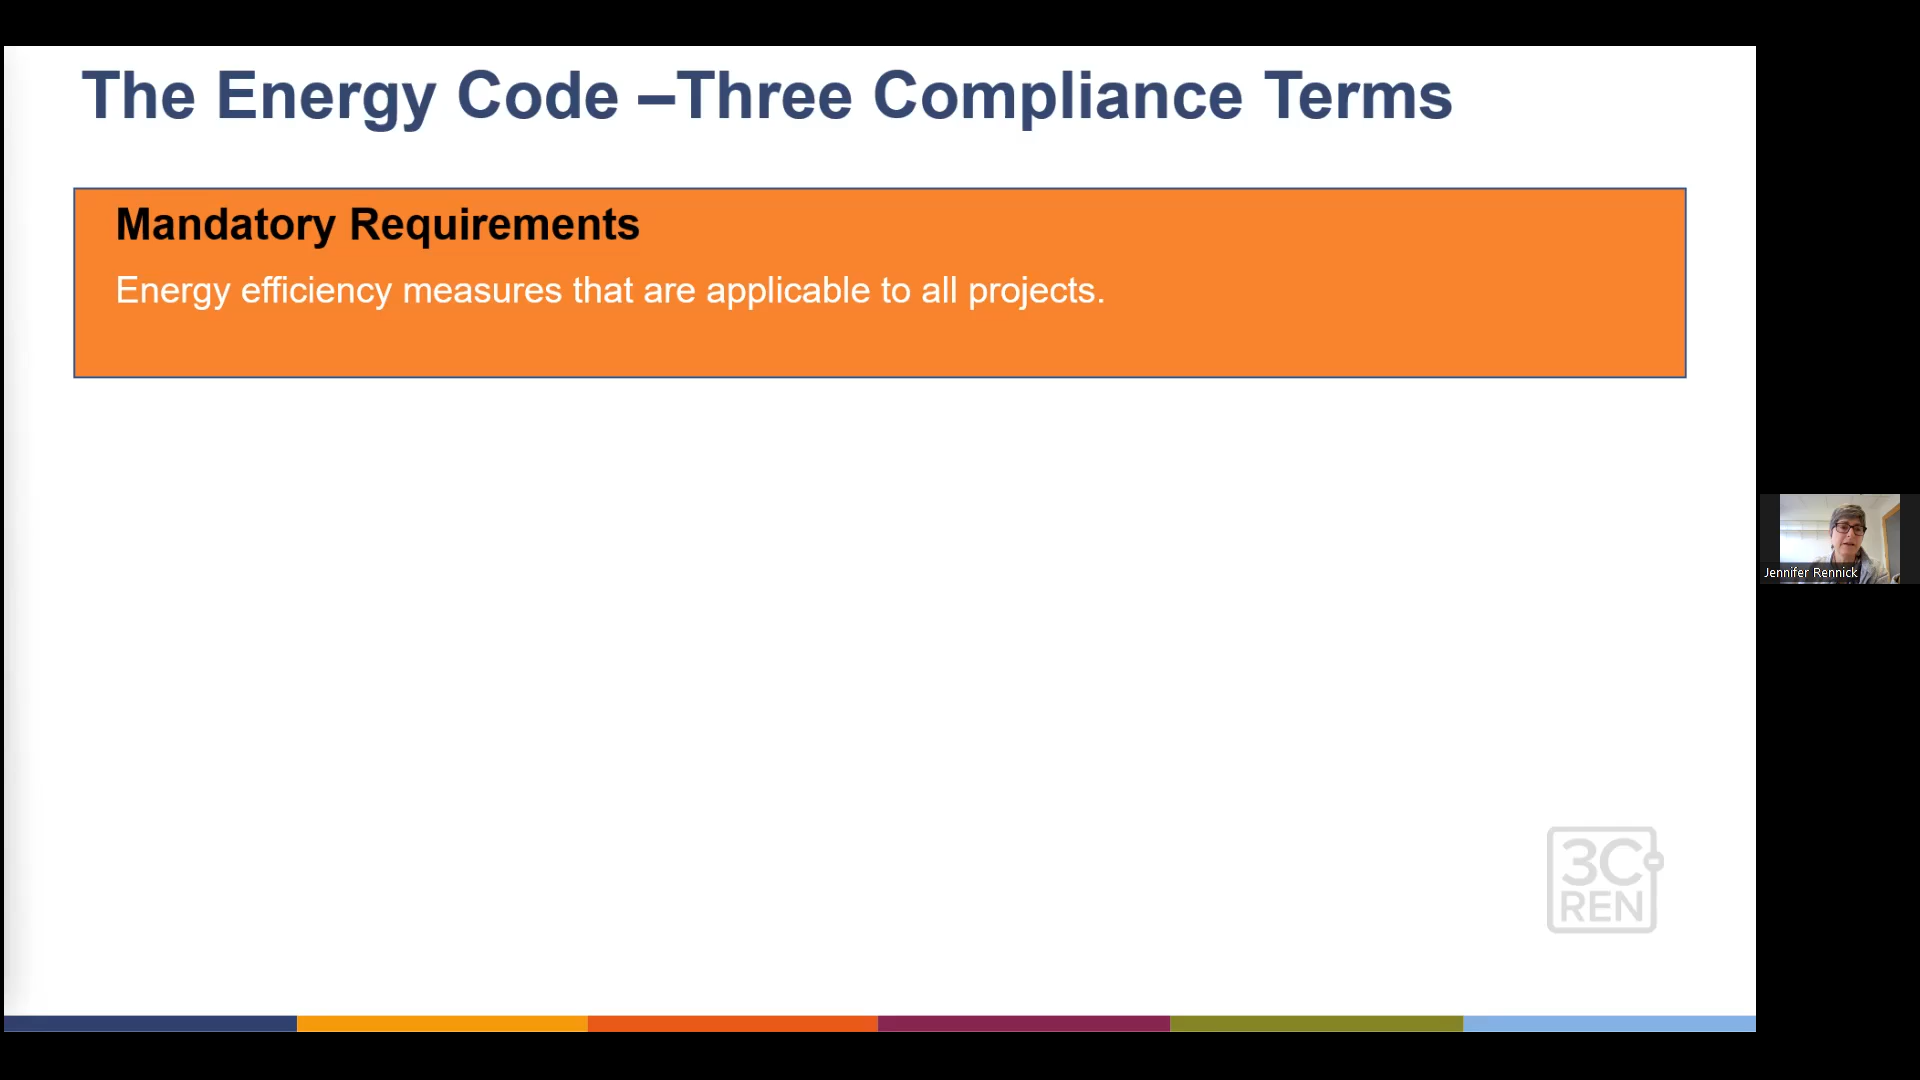 The Energy Code –Three Compliance Terms
Mandatory Requirements
Energy efficiency measures that are applicable to all projects.
Jennifer Rennick
3C
REN